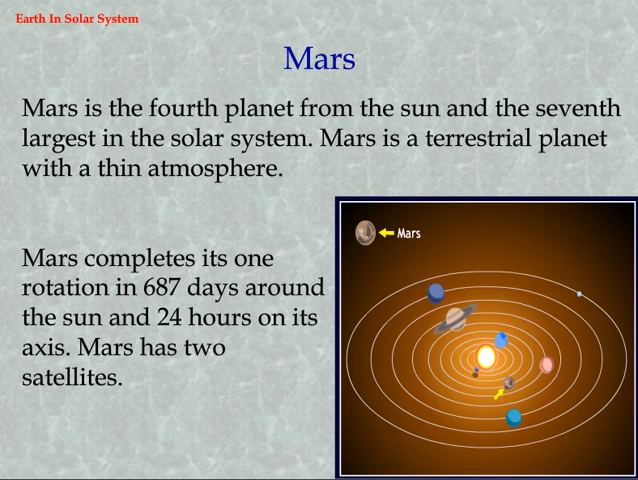 Earth In Solar System
Mars
Mars is the fourth planet from the sun and the seventh
largest in the solar system. Mars is a terrestrial planet
with a thin atmosphere.
Mars
Mars completes its one
rotation in 687 days around
the sun and 24 hours on its
axis. Mars has two
satellites.